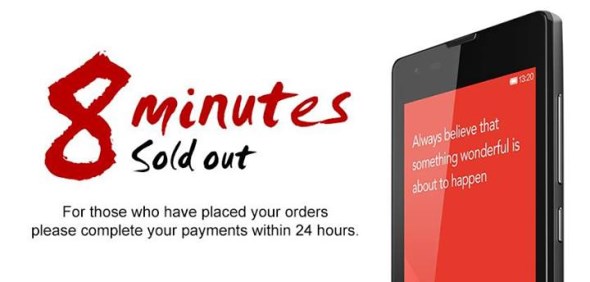 8 minutes
Sold out
For those who have placed your orders
please complete your payments within 24 hours.
13:20
Always believe that
something wonderful is
about to happen